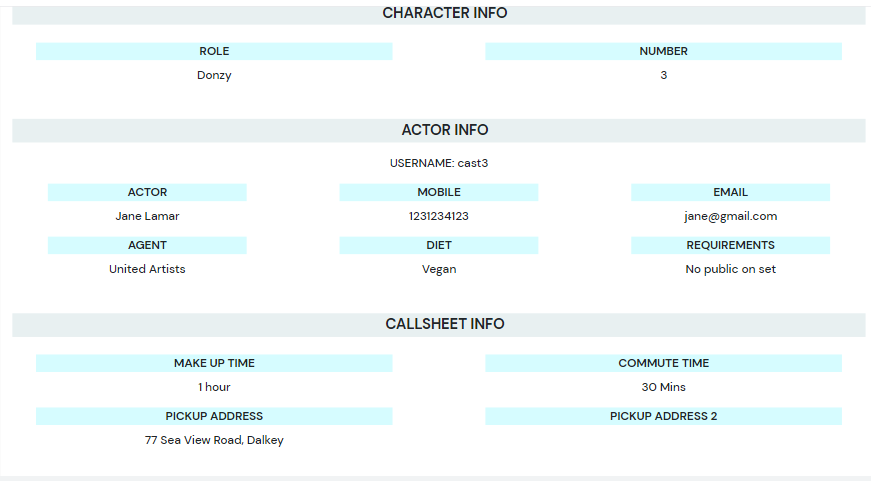 CHARACTER INFO
ROLE NUMBER
Donzy 3
ACTOR INFO
USERNAME: cast3
ACTOR MOBILE EMAIL
Jane Lamar 1231234123 jane@gmail.com
AGENT DIET REQUIREMENTS
United Artists Vegan No public on set
CALLSHEET INFO
MAKE UP TIME COMMUTE TIME
1 hour 30 Mins
PICKUP ADDRESS PICKUP ADDRESS 2
77 Sea View Road, Dalkey